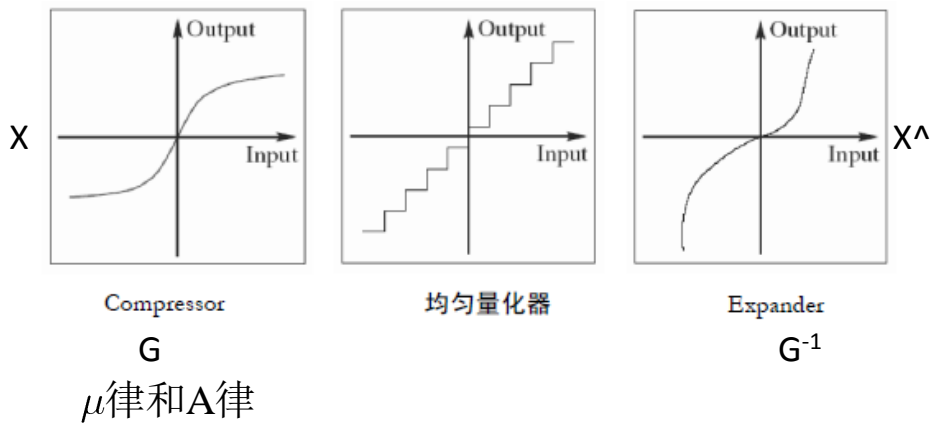 Output Output Output
X Input Input Input X^
Compressor 均匀量化器 Expander
G G⁻¹
μ律和A律